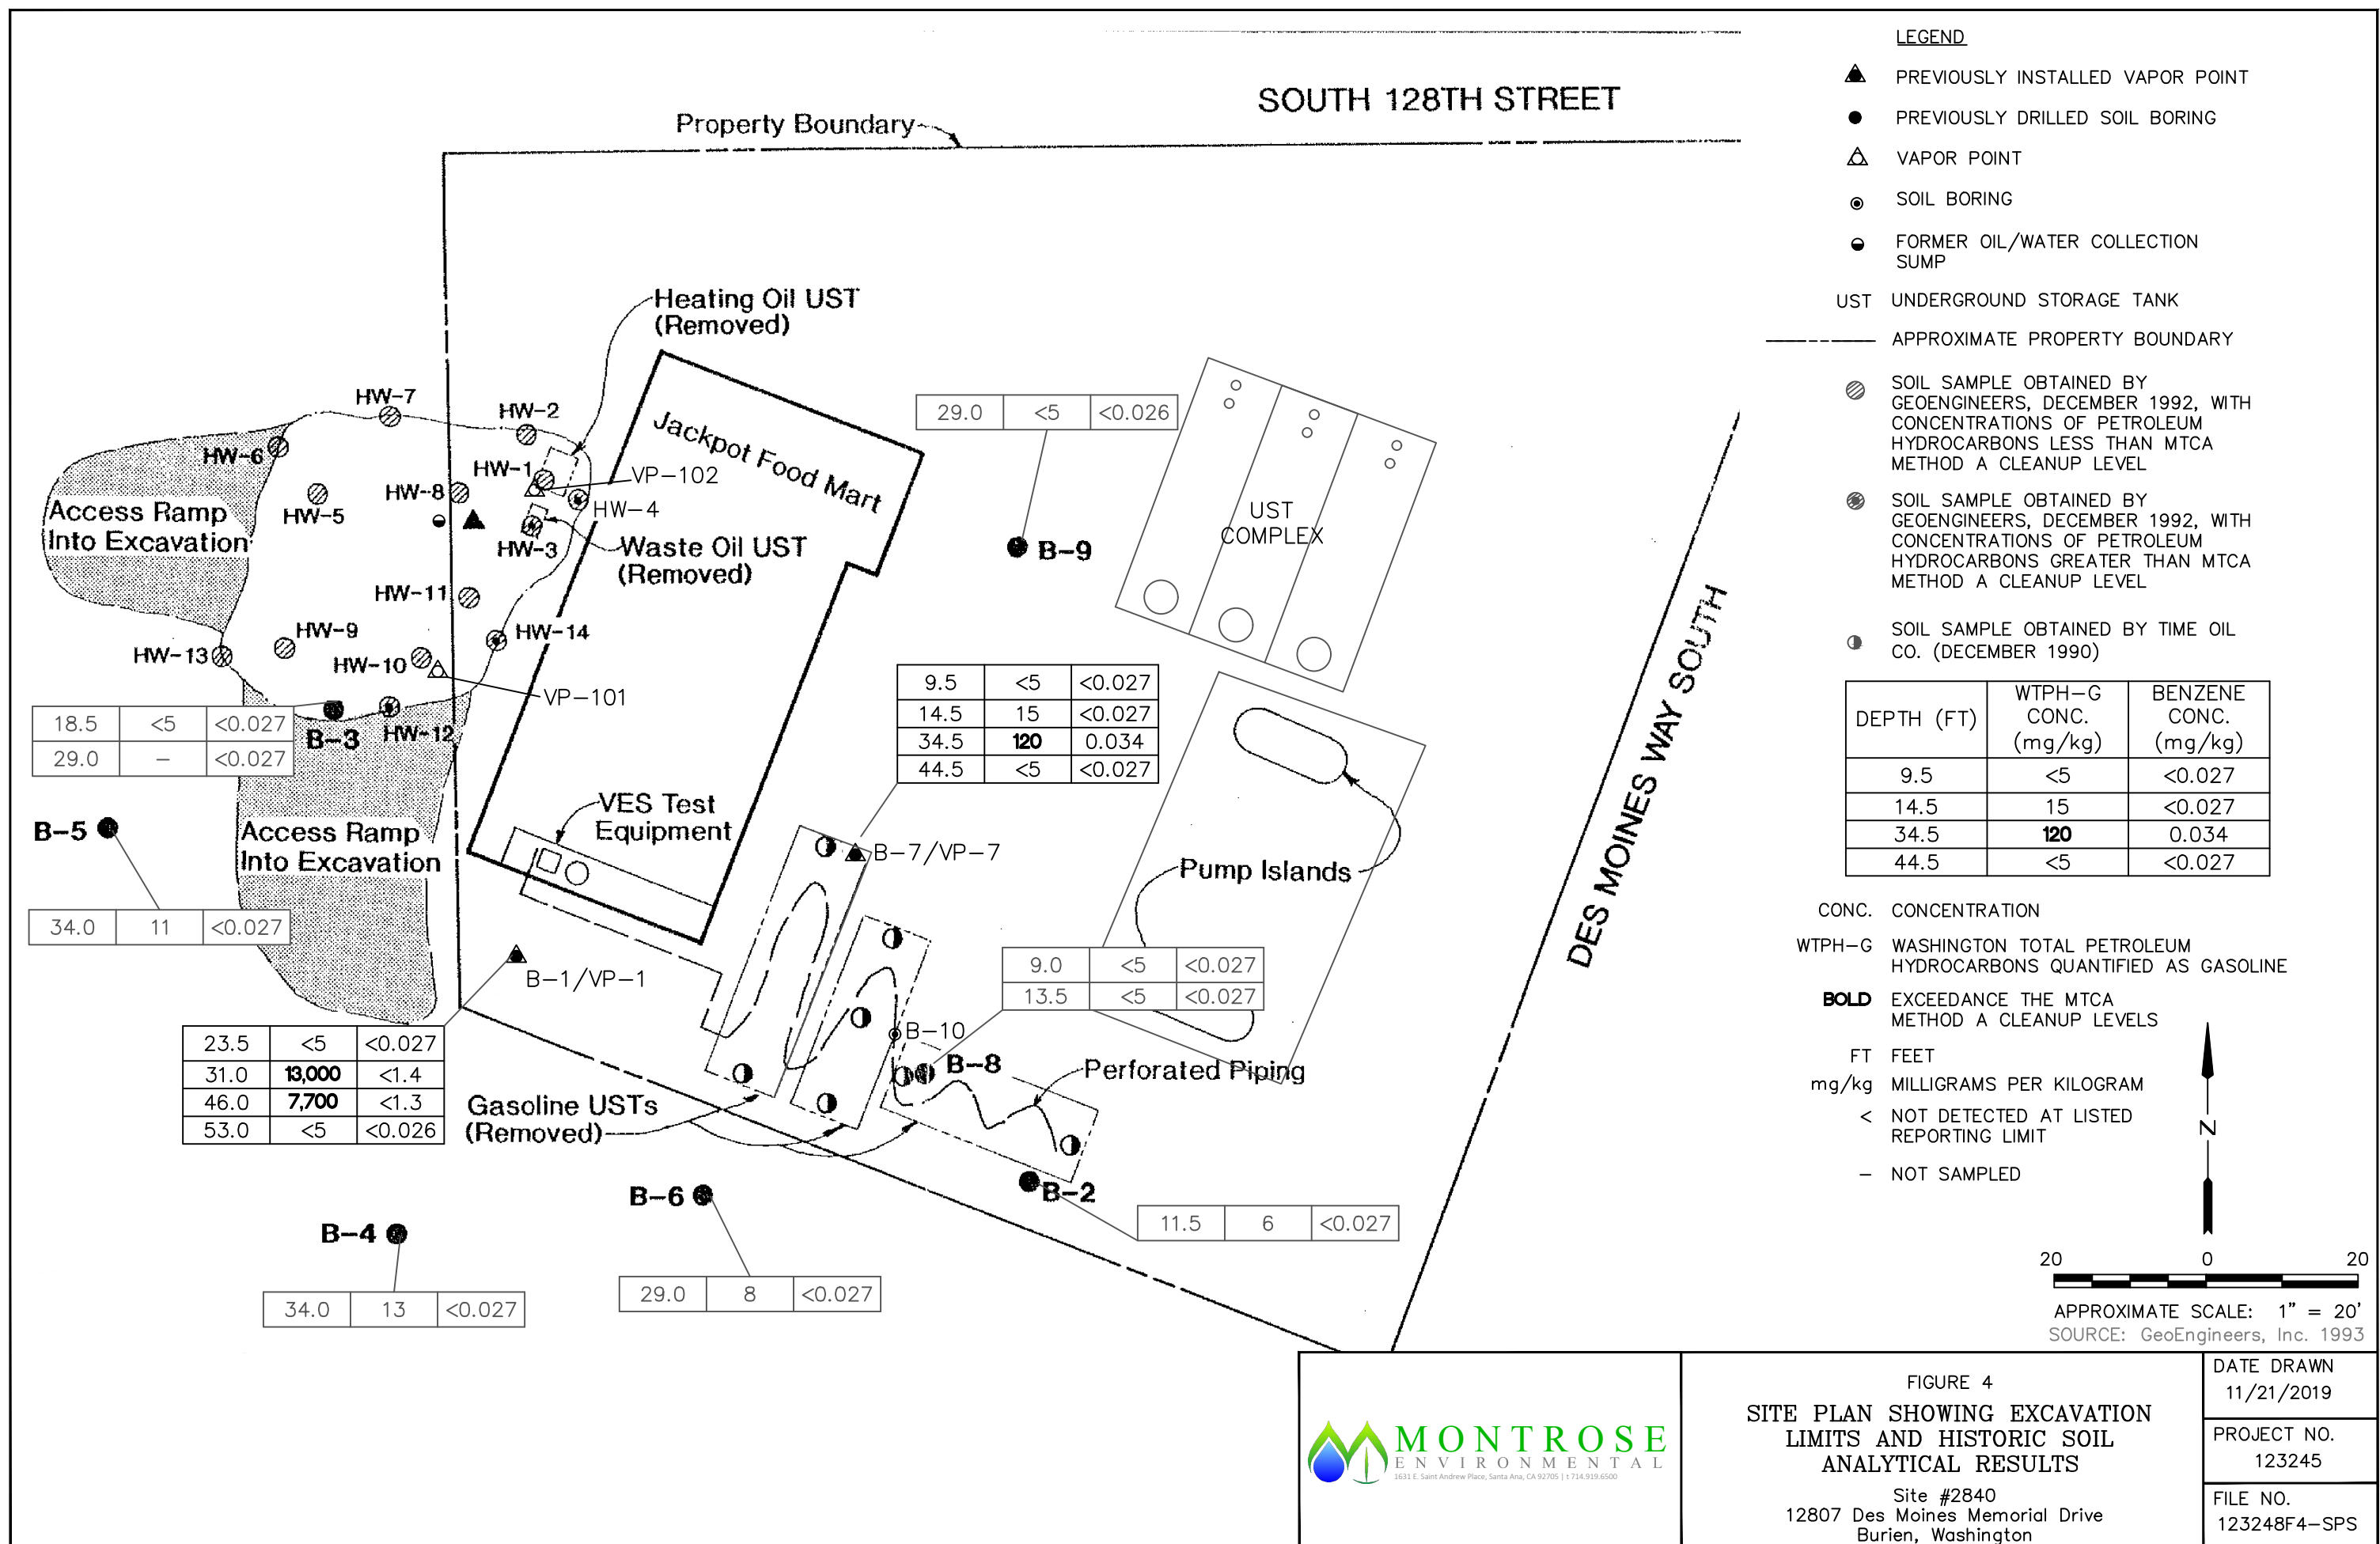 SOUTH 128TH STREET
Property Boundary
Heating Oil UST
(Removed)
HW-7
HW-2
HW-6
HW-1
VP-102
HW-8
HW-5
HW-4
HW-3
Access Ramp
Into Excavation
Waste Oil UST
(Removed)
Jackpot Food Mart
29.0 <5 <0.026
B-9
UST
COMPLEX
HW-11
HW-9
HW-14
HW-13
HW-10
VP-101
18.5 <5 <0.027
29.0 – <0.027
B-3
HW-12
9.5 <5 <0.027
14.5 15 <0.027
34.5 120 0.034
44.5 <5 <0.027
DES MOINES WAY SOUTH
B-5
Access Ramp
Into Excavation
VES Test
Equipment
B-7/VP-7
Pump Islands
34.0 11 <0.027
B-1/VP-1
9.0 <5 <0.027
13.5 <5 <0.027
B-10
B-8
Perforated Piping
23.5 <5 <0.027
31.0 13,000 <1.4
46.0 7,700 <1.3
53.0 <5 <0.026
Gasoline USTs
(Removed)
B-6
B-2
B-4
11.5 6 <0.027
29.0 8 <0.027
34.0 13 <0.027
LEGEND
PREVIOUSLY INSTALLED VAPOR POINT
PREVIOUSLY DRILLED SOIL BORING
VAPOR POINT
SOIL BORING
FORMER OIL/WATER COLLECTION
SUMP
UST UNDERGROUND STORAGE TANK
APPROXIMATE PROPERTY BOUNDARY
SOIL SAMPLE OBTAINED BY
GEOENGINEERS, DECEMBER 1992, WITH
CONCENTRATIONS OF PETROLEUM
HYDROCARBONS LESS THAN MTCA
METHOD A CLEANUP LEVEL
SOIL SAMPLE OBTAINED BY
GEOENGINEERS, DECEMBER 1992, WITH
CONCENTRATIONS OF PETROLEUM
HYDROCARBONS GREATER THAN MTCA
METHOD A CLEANUP LEVEL
SOIL SAMPLE OBTAINED BY TIME OIL
CO. (DECEMBER 1990)
DEPTH (FT) WTPH-G CONC. (mg/kg) BENZENE CONC. (mg/kg)
9.5 <5 <0.027
14.5 15 <0.027
34.5 120 0.034
44.5 <5 <0.027
CONC. CONCENTRATION
WTPH-G WASHINGTON TOTAL PETROLEUM
HYDROCARBONS QUANTIFIED AS GASOLINE
BOLD EXCEEDANCE THE MTCA
METHOD A CLEANUP LEVELS
FT FEET
mg/kg MILLIGRAMS PER KILOGRAM
< NOT DETECTED AT LISTED
REPORTING LIMIT
– NOT SAMPLED
N
20 0 20
APPROXIMATE SCALE: 1" = 20'
SOURCE: GeoEngineers, Inc. 1993
MONTROSE
ENVIRONMENTAL
1631 E. Saint Andrew Place, Santa Ana, CA 92705 | t 714.919.6500
FIGURE 4
SITE PLAN SHOWING EXCAVATION
LIMITS AND HISTORIC SOIL
ANALYTICAL RESULTS
Site #2840
12807 Des Moines Memorial Drive
Burien, Washington
DATE DRAWN
11/21/2019
PROJECT NO.
123245
FILE NO.
123248F4-SPS